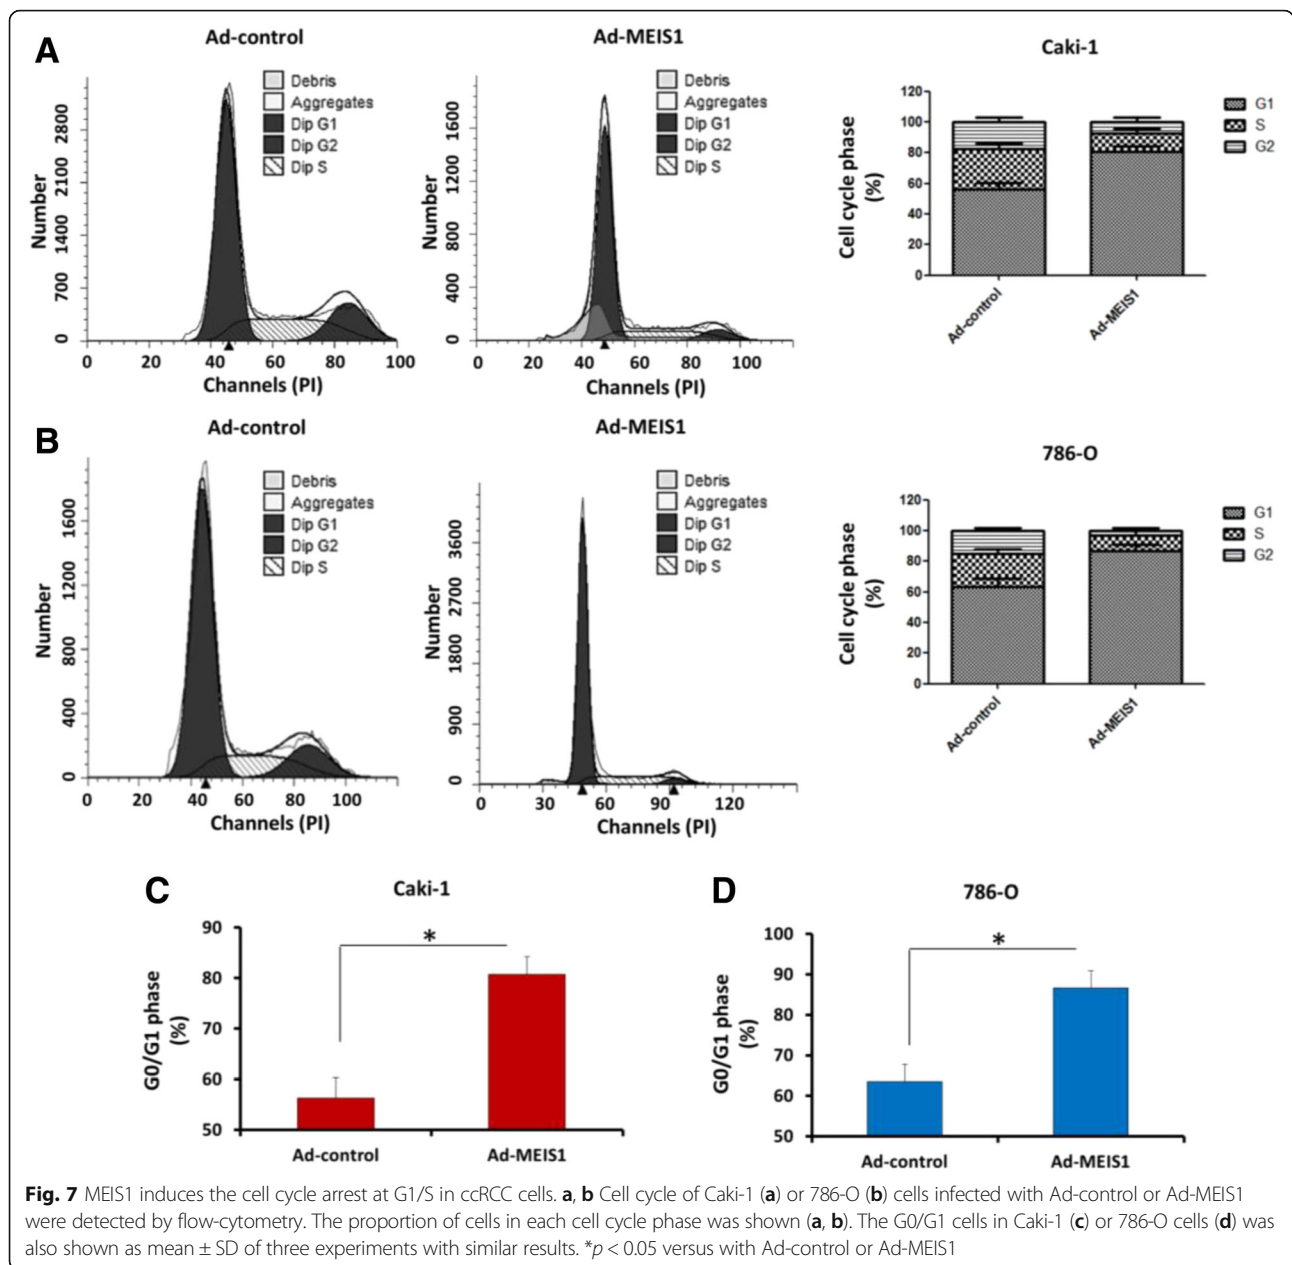 A
Ad-control
Debris
Aggregates
Dip G1
Dip G2
Dip S
Number
2800
2100
1400
700
0
0 20 40 60 80 100
Channels (PI)
Ad-MEIS1
Debris
Aggregates
Dip G1
Dip G2
Dip S
Number
1600
1200
800
400
0
0 20 40 60 80 100
Channels (PI)
Caki-1
G1
S
G2
Cell cycle phase
(%)
120
100
80
60
40
20
0
Ad-control
Ad-MEIS1
B
Ad-control
Debris
Aggregates
Dip G1
Dip G2
Dip S
Number
1600
1200
800
400
0
0 20 40 60 80 100
Channels (PI)
Ad-MEIS1
Debris
Aggregates
Dip G1
Dip G2
Dip S
Number
3600
2700
1800
900
0
0 30 60 90 120
Channels (PI)
786-O
G1
S
G2
Cell cycle phase
(%)
120
100
80
60
40
20
0
Ad-control
Ad-MEIS1
C
Caki-1
G0/G1 phase
(%)
90
80
70
60
50
*
Ad-control Ad-MEIS1
D
786-O
G0/G1 phase
(%)
100
90
80
70
60
50
*
Ad-control Ad-MEIS1
Fig. 7 MEIS1 induces the cell cycle arrest at G1/S in ccRCC cells. a, b Cell cycle of Caki-1 (a) or 786-O (b) cells infected with Ad-control or Ad-MEIS1
were detected by flow-cytometry. The proportion of cells in each cell cycle phase was shown (a, b). The G0/G1 cells in Caki-1 (c) or 786-O cells (d) was
also shown as mean ± SD of three experiments with similar results. *p < 0.05 versus with Ad-control or Ad-MEIS1